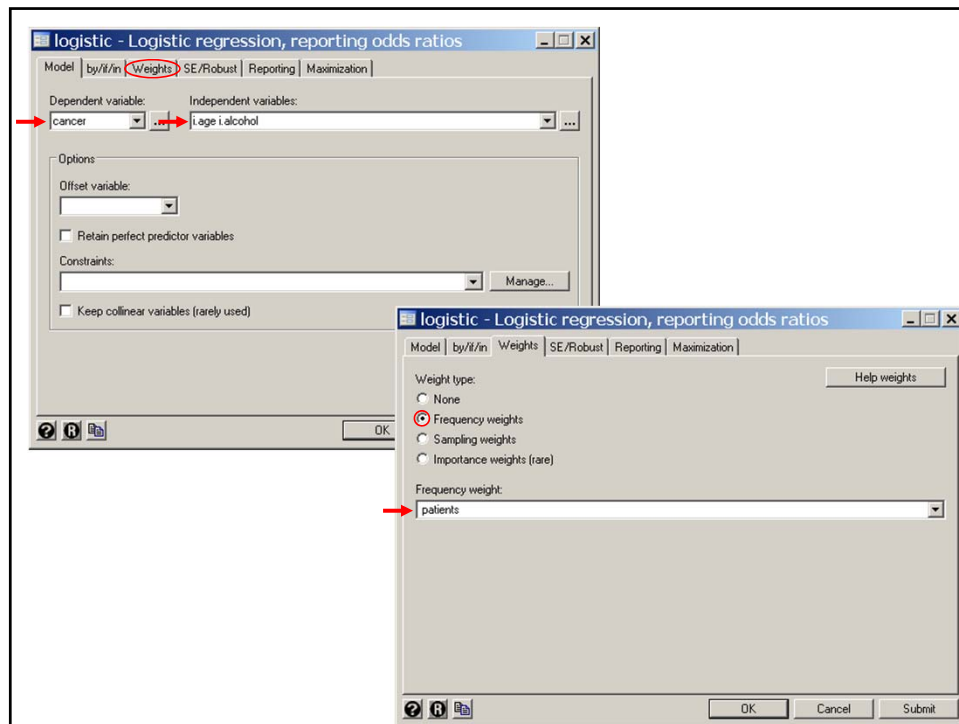 logistic - Logistic regression, reporting odds ratios
Model by/if/in Weights SE/Robust Reporting Maximization
Dependent variable: Independent variables:
cancer ... i.age i.alcohol ...
Options
Offset variable:
Retain perfect predictor variables
Constraints:
Manage...
Keep collinear variables (rarely used)
OK
logistic - Logistic regression, reporting odds ratios
Model by/if/in Weights SE/Robust Reporting Maximization
Weight type: Help weights
None
Frequency weights
Sampling weights
Importance weights (rare)
Frequency weight:
patients
OK Cancel Submit